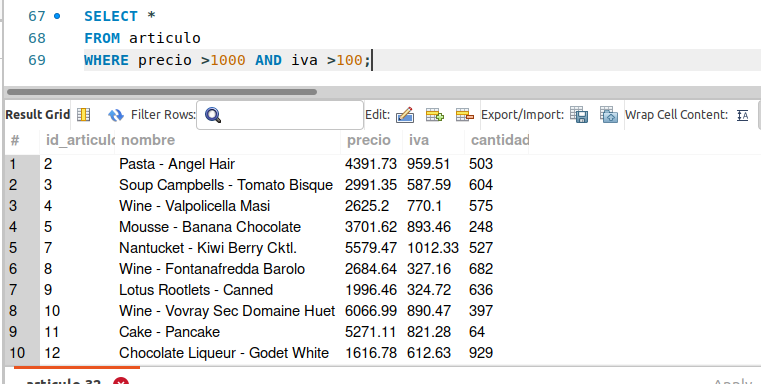 67 SELECT *
68 FROM articulo
69 WHERE precio >1000 AND iva >100;
Result Grid Filter Rows: Edit: Export/Import: Wrap Cell Content:
# id_articulo nombre precio iva cantidad
1 2 Pasta - Angel Hair 4391.73 959.51 503
2 3 Soup Campbells - Tomato Bisque 2991.35 587.59 604
3 4 Wine - Valpolicella Masi 2625.2 770.1 575
4 5 Mousse - Banana Chocolate 3701.62 893.46 248
5 7 Nantucket - Kiwi Berry Cktl. 5579.47 1012.33 527
6 8 Wine - Fontanafredda Barolo 2684.64 327.16 682
7 9 Lotus Rootlets - Canned 1996.46 324.72 636
8 10 Wine - Vovray Sec Domaine Huet 6066.99 890.47 397
9 11 Cake - Pancake 5271.11 821.28 64
10 12 Chocolate Liqueur - Godet White 1616.78 612.63 929
articulo 32 Apply